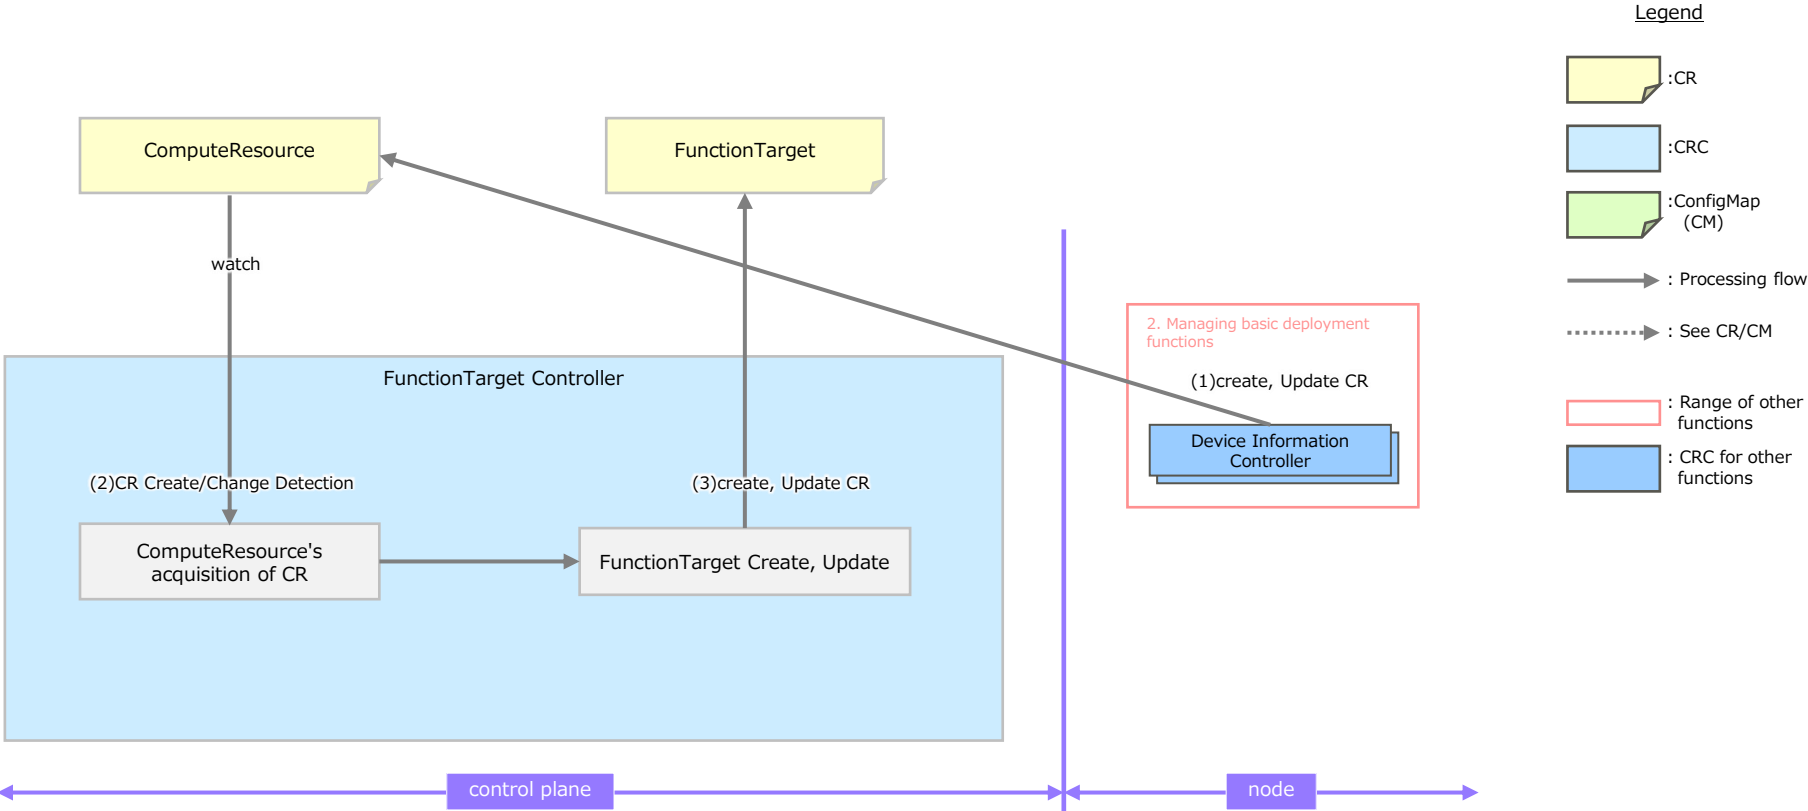 Legend
:CR
:CRC
:ConfigMap
(CM)
: Processing flow
: See CR/CM
: Range of other
functions
: CRC for other
functions
ComputeResource
FunctionTarget
watch
2. Managing basic deployment
functions
(1)create, Update CR
Device Information
Controller
FunctionTarget Controller
(2)CR Create/Change Detection
(3)create, Update CR
ComputeResource's
acquisition of CR
FunctionTarget Create, Update
control plane
node